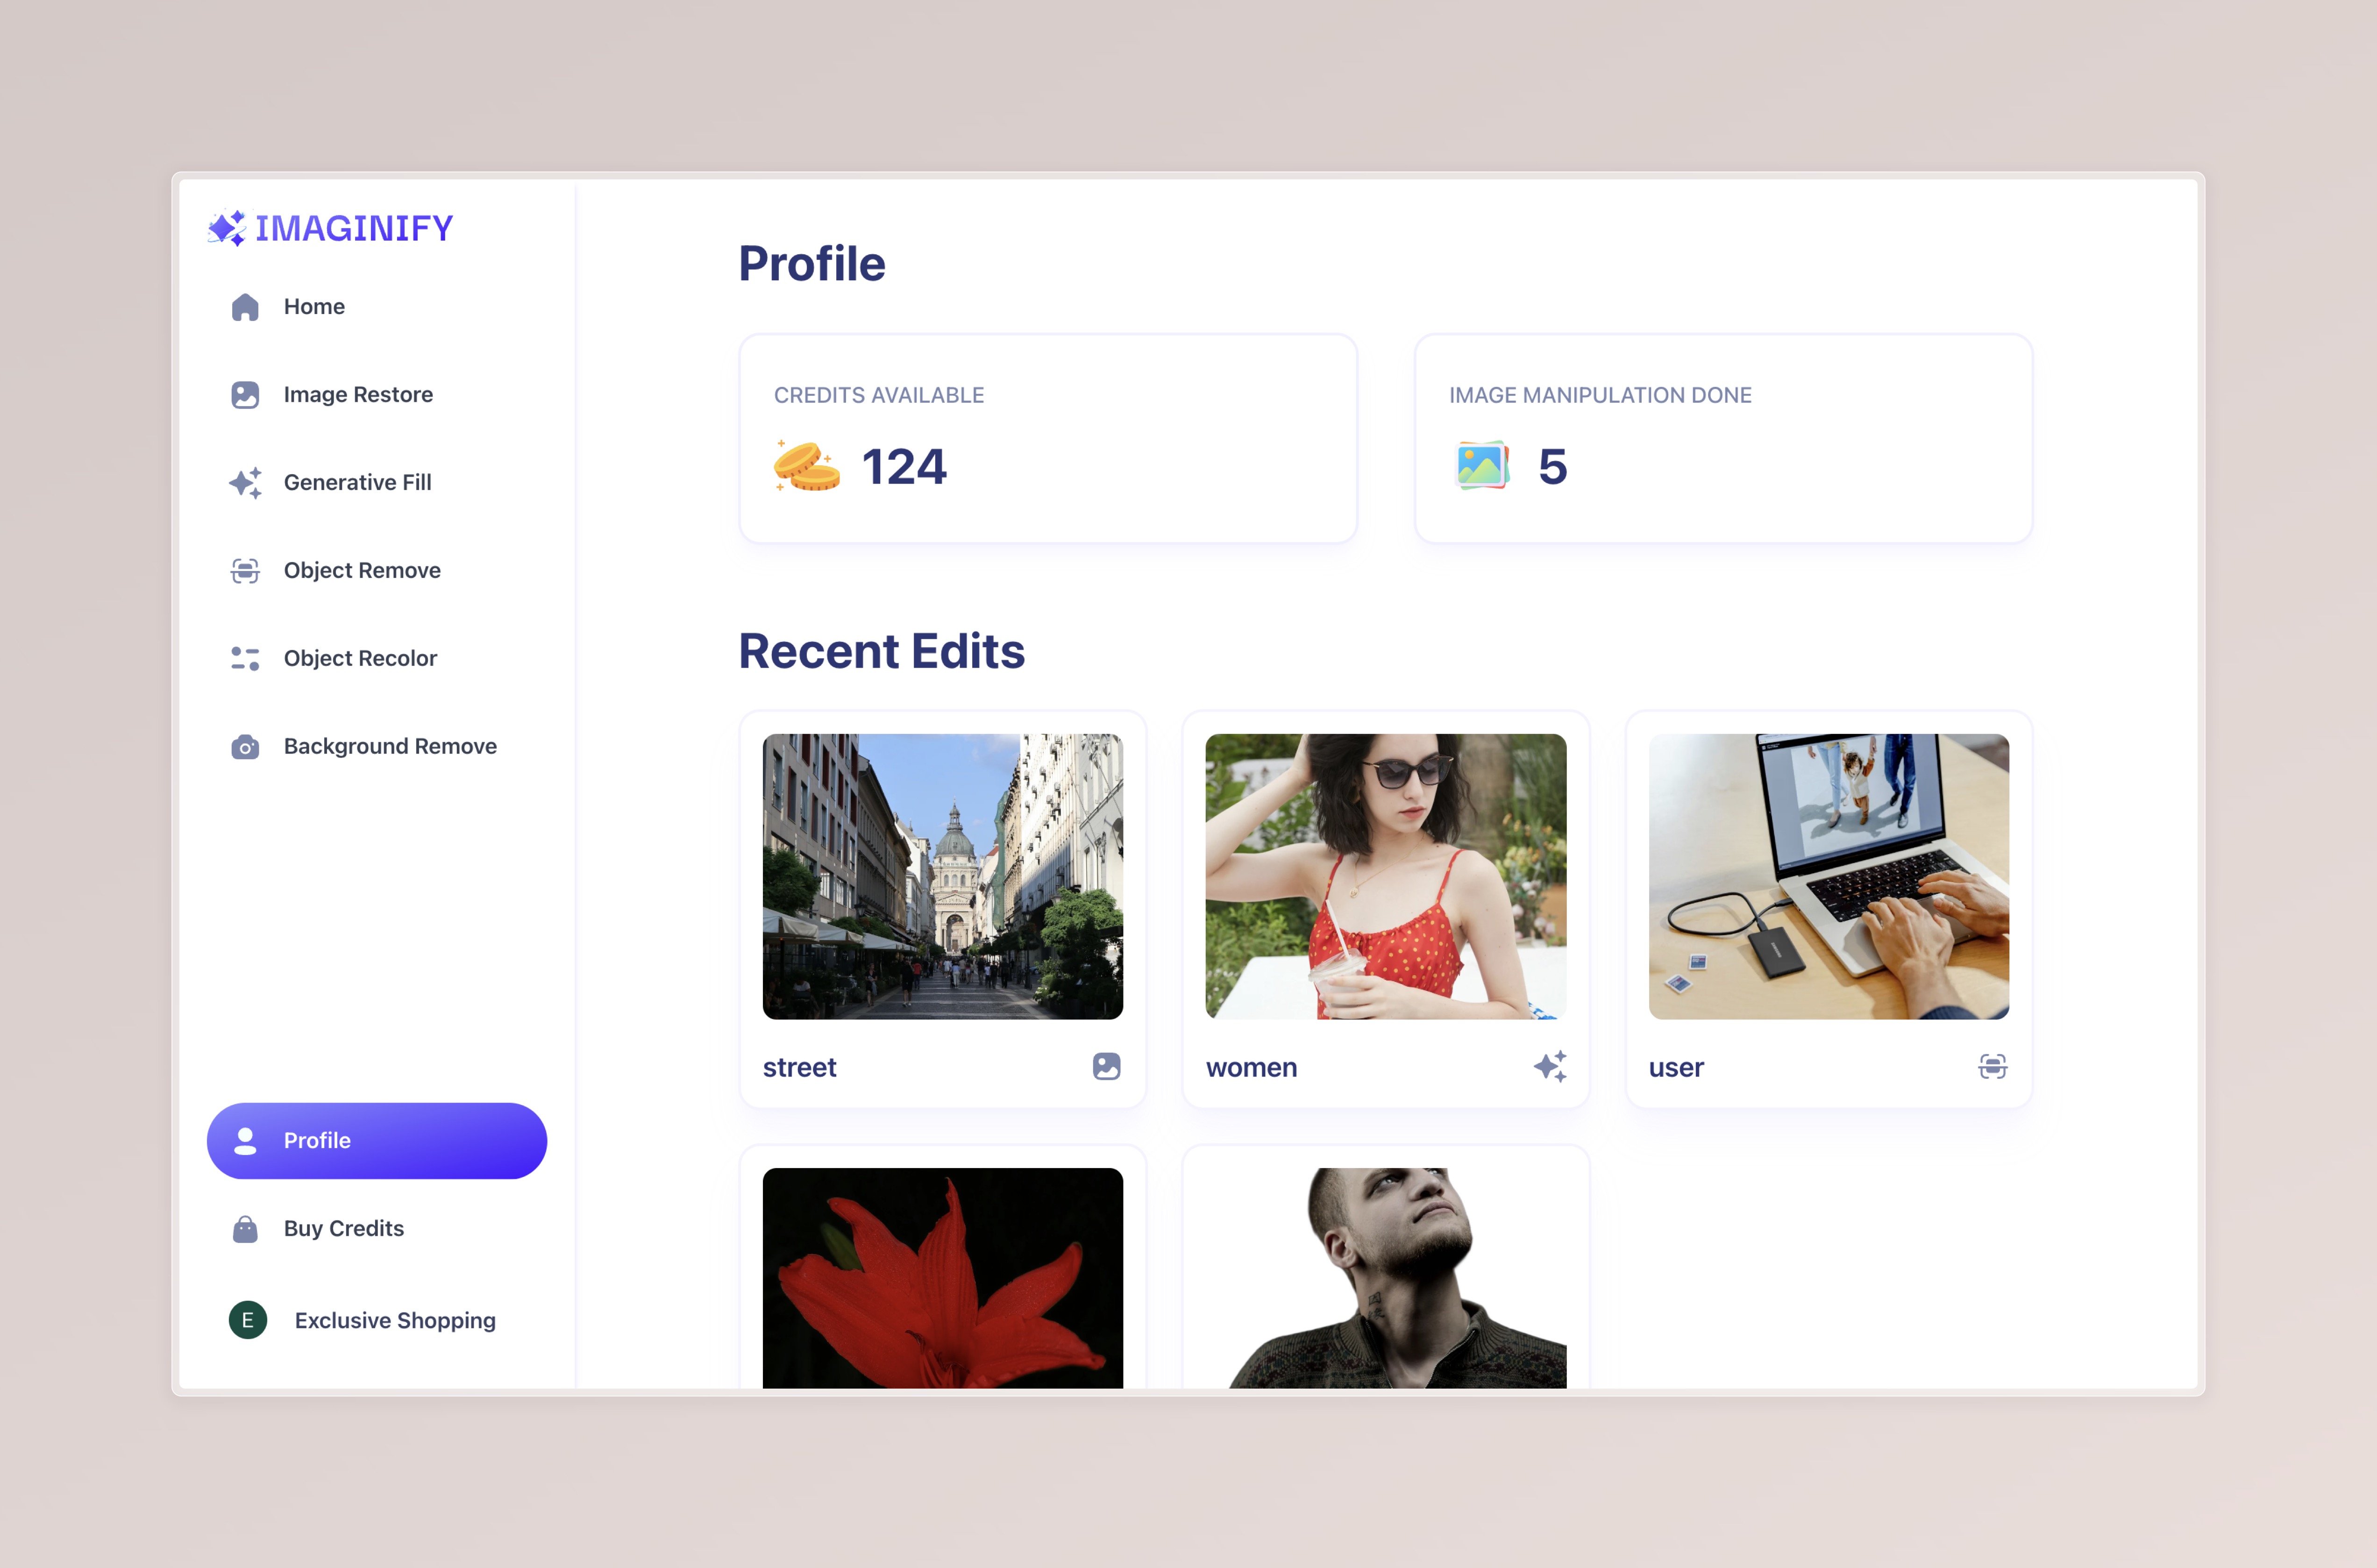 IMAGINIFY
Home
Image Restore
Generative Fill
Object Remove
Object Recolor
Background Remove
Profile
Buy Credits
E
Exclusive Shopping
Profile
CREDITS AVAILABLE
124
IMAGE MANIPULATION DONE
5
Recent Edits
street
women
user